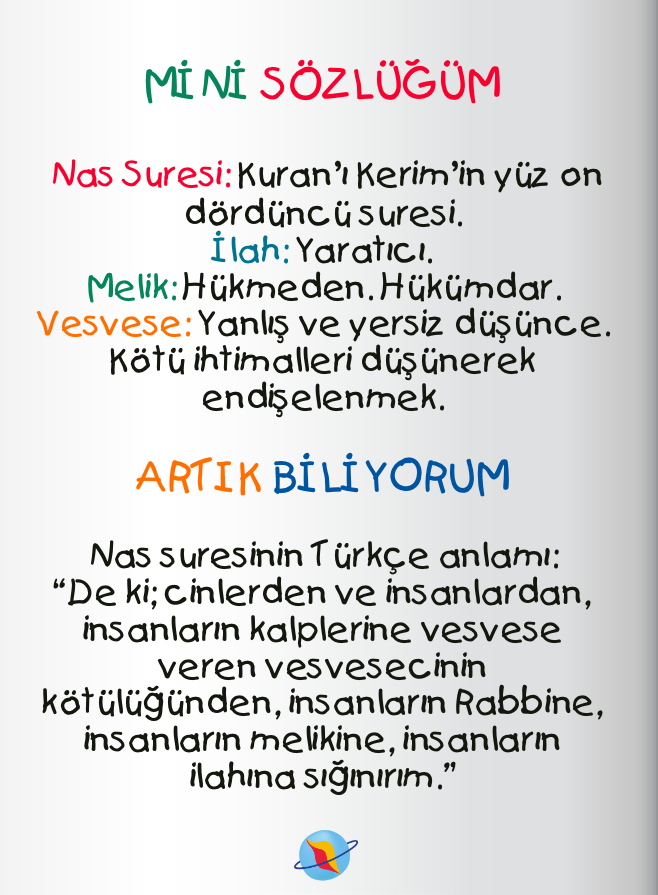 MİNİ SÖZLÜĞÜM
Nas Suresi: Kuran’ı Kerim’in yüz on
dördüncü suresi.
İlah: Yaratıcı.
Melik: Hükmeden. Hükümdar.
Vesvese: Yanlış ve yersiz düşünce.
Kötü ihtimalleri düşünerek
endişelenmek.
ARTIK BİLİYORUM
Nas suresinin Türkçe anlamı:
“De ki; cinlerden ve insanlardan,
insanların kalplerine vesvese
veren vesvesecinin
kötülüğünden, insanların Rabbine,
insanların melikine, insanların
ilahına sığınırım.”